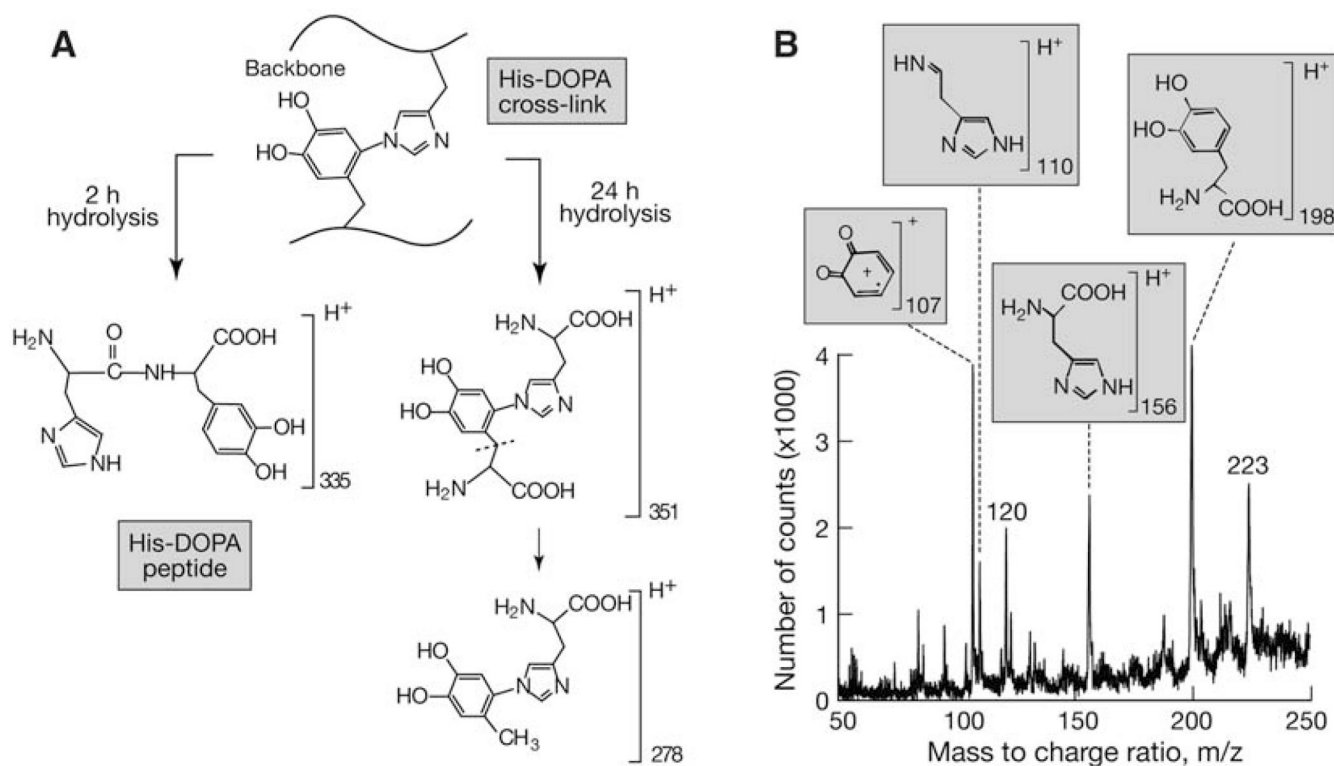 A
Backbone
His-DOPA
cross-link
HO
HO
N
N
2 h
hydrolysis
24 h
hydrolysis
H+
H2N
O
COOH
C
NH
N
NH
OH
OH
335
His-DOPA
peptide
H+
H2N
COOH
HO
HO
N
N
H2N
COOH
351
H+
H2N
COOH
HO
HO
N
N
CH3
278
B
H+
HN
N
NH
110
H+
HO
HO
H2N
COOH
198
+
O
O
+
107
H+
H2N
COOH
N
NH
156
120
223
Number of counts (x1000)
4
3
2
1
0
50
100
150
200
250
Mass to charge ratio, m/z